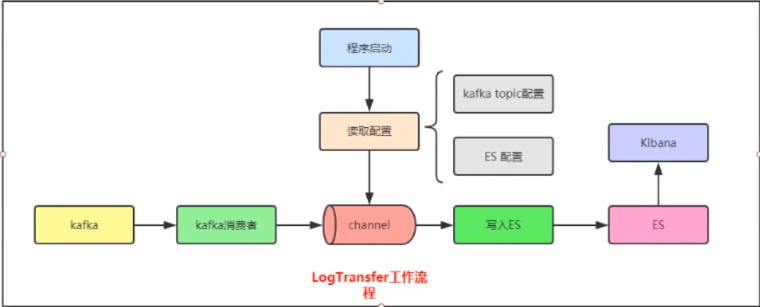 程序启动
kafka topic配置
读取配置
Kibana
ES 配置
kafka
kafka消费者
channel
写入ES
ES
LogTransfer工作流
程